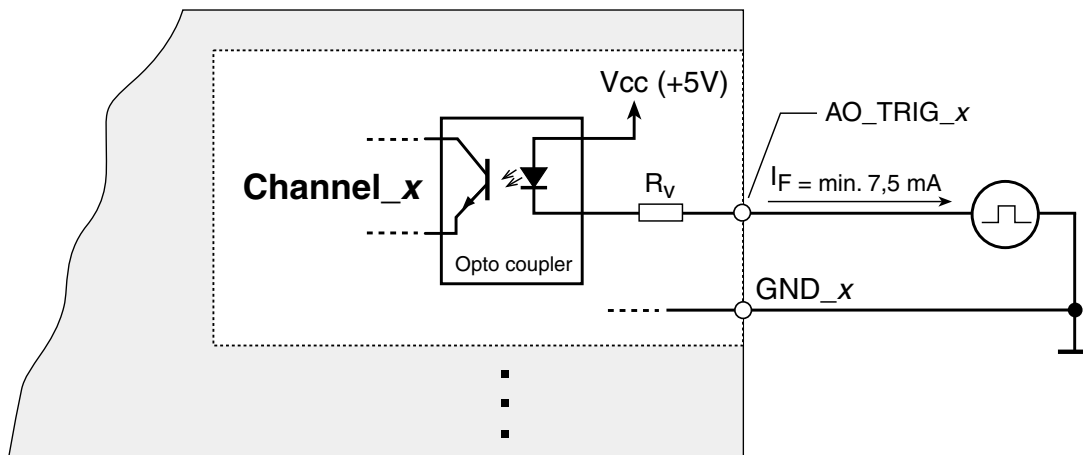 Vcc (+5V)
AO_TRIG_x
Channel_x
Rv
IF = min. 7,5 mA
Opto coupler
GND_x